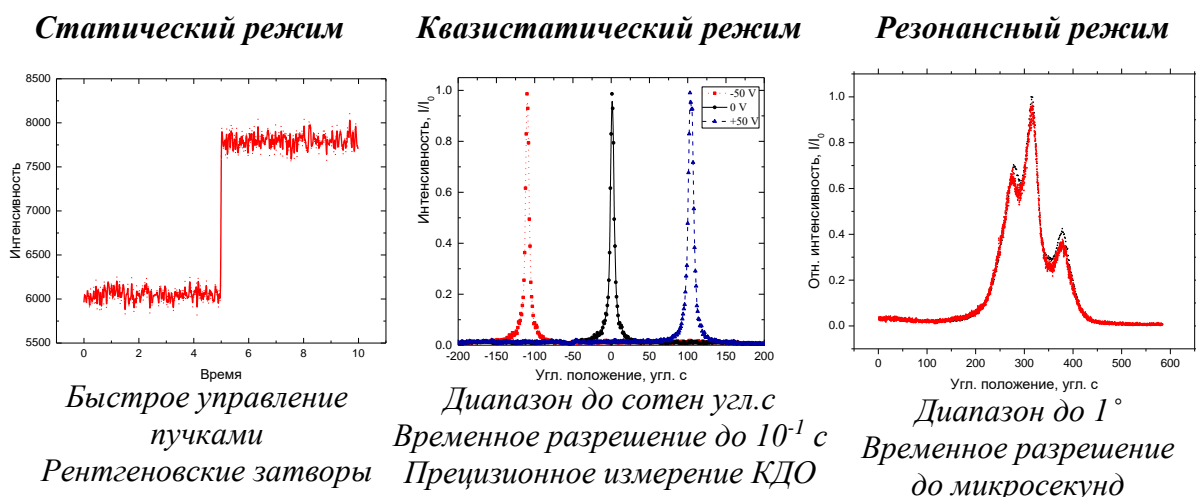 Статический режим
Квазистатический режим
Резонансный режим
8500
8000
7500
7000
6500
6000
5500
Интенсивность
0 2 4 6 8 10
Время
Быстрое управление
пучками
Рентгеновские затворы
1.0
0.8
0.6
0.4
0.2
0.0
Интенсивность, I/I₀
-50 V
0 V
+50 V
-200 -150 -100 -50 0 50 100 150 200
Угл. положение, угл. с
Диапазон до сотен угл.с
Временное разрешение до 10⁻¹ с
Прецизионное измерение КДО
1.0
0.8
0.6
0.4
0.2
0.0
Отн. интенсивность, I/I₀
0 100 200 300 400 500 600
Угл. положение, угл. с
Диапазон до 1°
Временное разрешение
до микросекунд